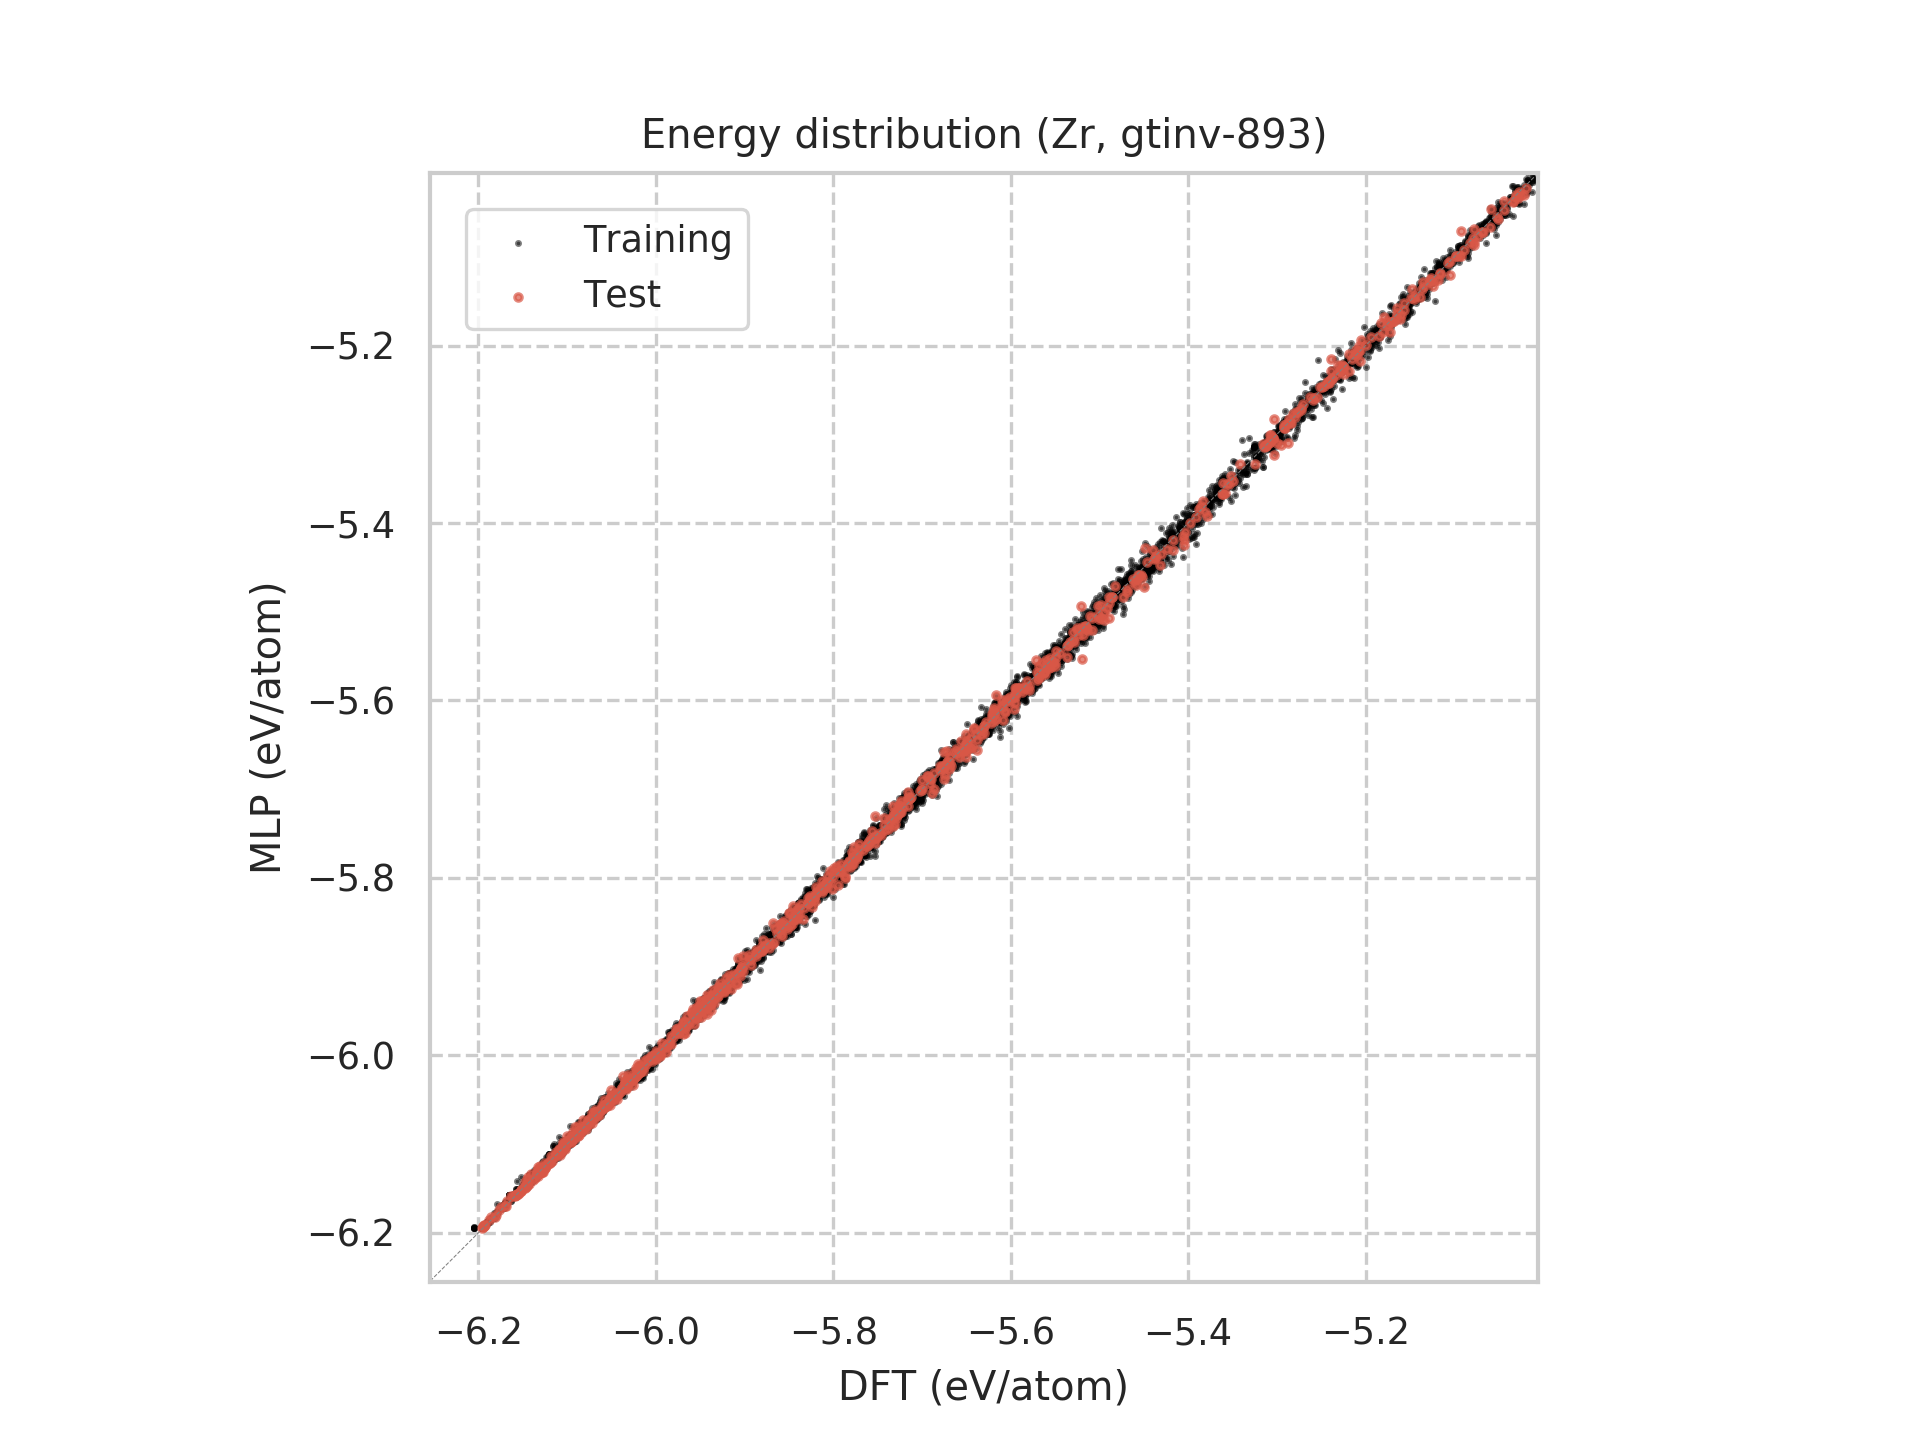 Energy distribution (Zr, gtinv-893)
Training
Test
MLP (eV/atom)
−5.2
−5.4
−5.6
−5.8
−6.0
−6.2
−6.2 −6.0 −5.8 −5.6 −5.4 −5.2
DFT (eV/atom)